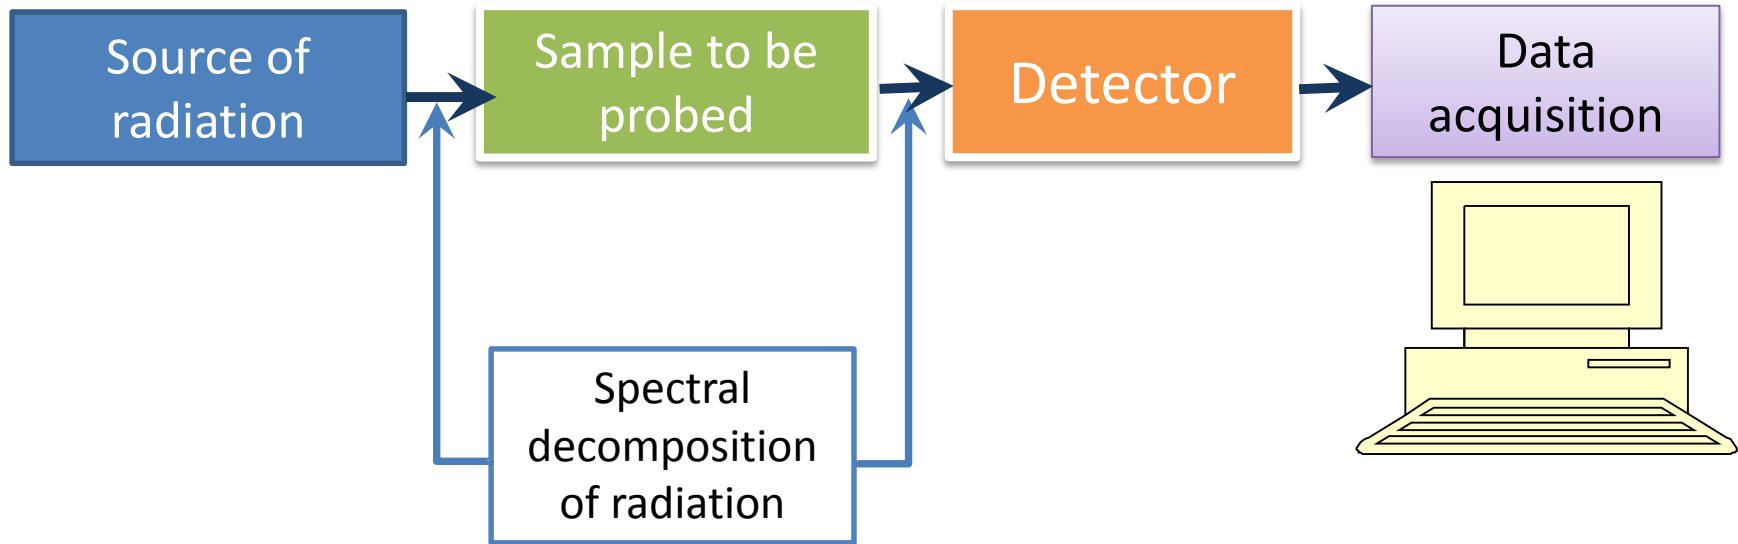 Source of
radiation
Sample to be
probed
Detector
Data
acquisition
Spectral
decomposition
of radiation